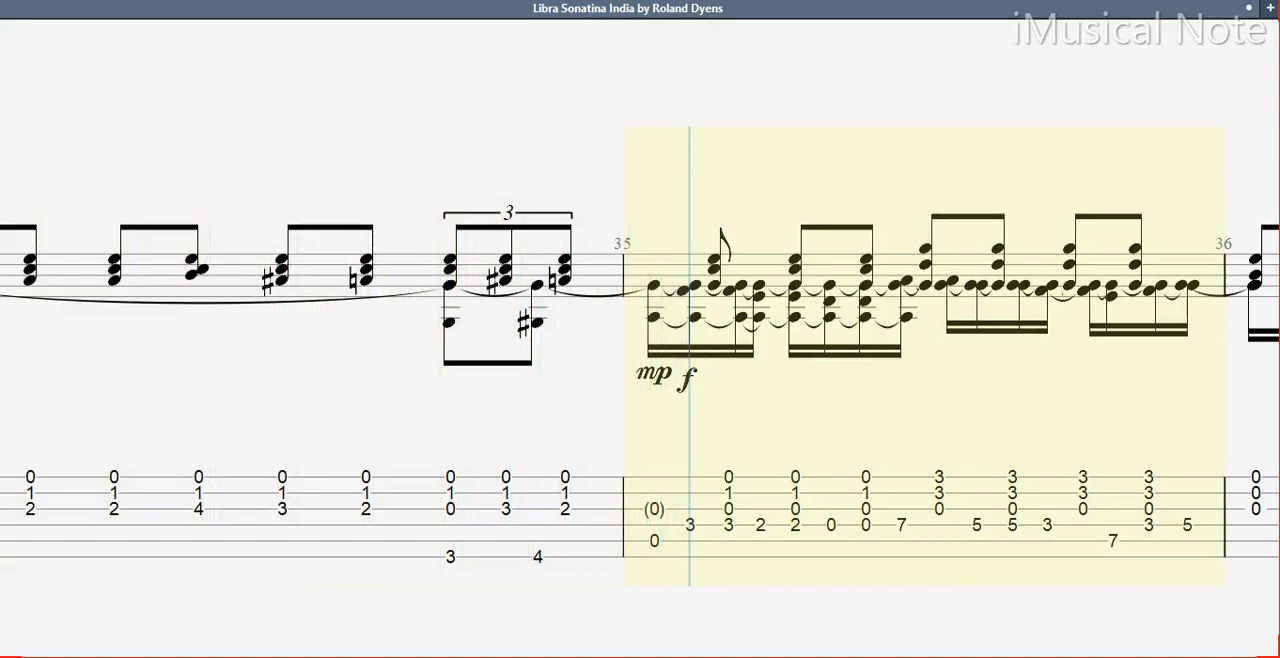 Libra Sonatina India by Roland Dyens
iMusical Note
3
35
36
mp f
0 0 0 0 0 0 0 0 0 0 0 3 3 3 3 0
1 1 1 1 1 1 1 1 1 1 1 3 3 3 3 0
2 2 4 3 2 0 3 2 (0) 0 0 0 0 0 0 0 0
3 3 2 2 0 0 7 5 5 3 3 5
0 7
3 4